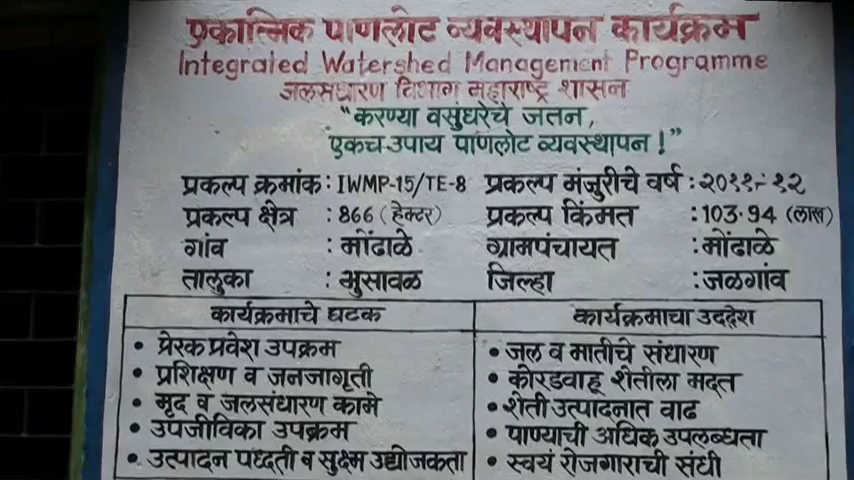 एकात्मिक पाणलोट व्यवस्थापन कार्यक्रम
Integrated Watershed Management Programme
जलसंधारण विभाग महाराष्ट्र शासन
"करण्या वसुंधरेचे जतन,
एकच उपाय पाणलोट व्यवस्थापन!"
प्रकल्प क्रमांक : IWMP-15/TE-8 प्रकल्प मंजुरीचे वर्ष : २०११-१२
प्रकल्प क्षेत्र : 866 (हेक्टर) प्रकल्प किंमत : 103.94 (लाख)
गांव : मोंढाळे ग्रामपंचायत : मोंढाळे
तालुका : भुसावळ जिल्हा : जळगांव
कार्यक्रमाचे घटक कार्यक्रमाचा उद्देश
• प्रेरक प्रवेश उपक्रम • जल व मातीचे संधारण
• प्रशिक्षण व जनजागृती • कोरडवाहू शेतीला मदत
• मृद व जलसंधारण कामे • शेती उत्पादनात वाढ
• उपजीविका उपक्रम • पाण्याची अधिक उपलब्धता
• उत्पादन पध्दती व सुक्ष्म उद्योजकता • स्वयं रोजगाराची संधी